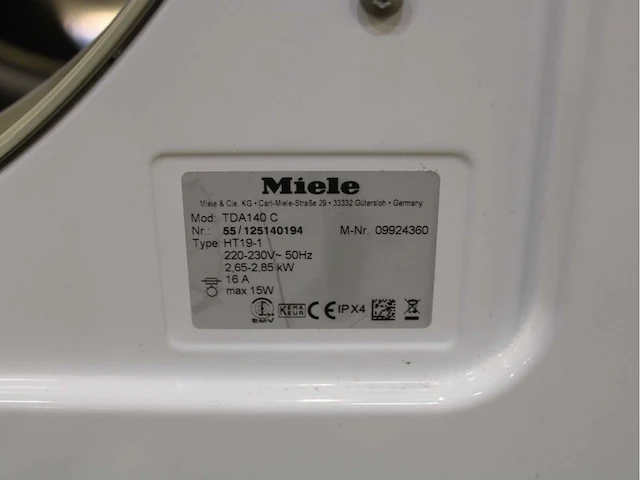 Miele
Miele & Cie. KG • Carl-Miele-Straße 29 • 33332 Gütersloh • Germany
Mod: TDA140 C
Nr.: 55/125140194 M-Nr. 09924360
Type: HT19-1
220-230V~ 50Hz
2,65-2,85 kW
16 A
max 15W
EMV KEMA KEUR CE IPX4